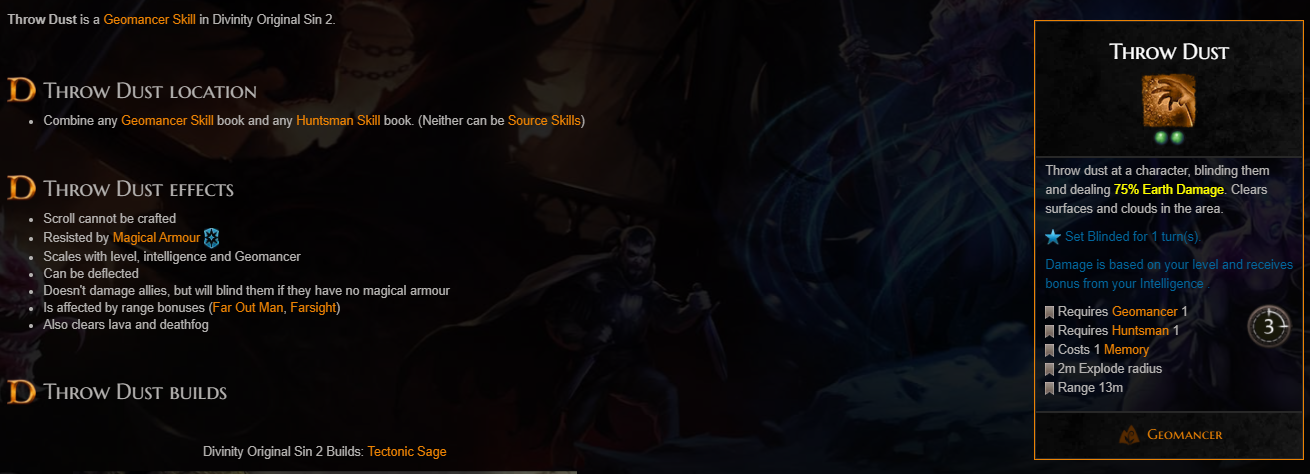 Throw Dust is a Geomancer Skill in Divinity Original Sin 2.
Throw Dust location
Combine any Geomancer Skill book and any Huntsman Skill book. (Neither can be Source Skills)
Throw Dust effects
Scroll cannot be crafted
Resisted by Magical Armour
Scales with level, intelligence and Geomancer
Can be deflected
Doesn't damage allies, but will blind them if they have no magical armour
Is affected by range bonuses (Far Out Man, Farsight)
Also clears lava and deathfog
Throw Dust builds
Divinity Original Sin 2 Builds: Tectonic Sage
Throw Dust
Throw dust at a character, blinding them
and dealing 75% Earth Damage. Clears
surfaces and clouds in the area.
Set Blinded for 1 turn(s).
Damage is based on your level and receives
bonus from your Intelligence .
Requires Geomancer 1
Requires Huntsman 1
3
Costs 1 Memory
2m Explode radius
Range 13m
Geomancer